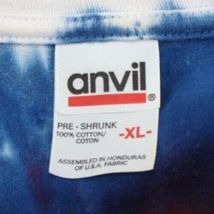 anvil
®
PRE - SHRUNK
100% COTTON/
COTON
-XL-
ASSEMBLED IN HONDURAS
OF U.S.A. FABRIC